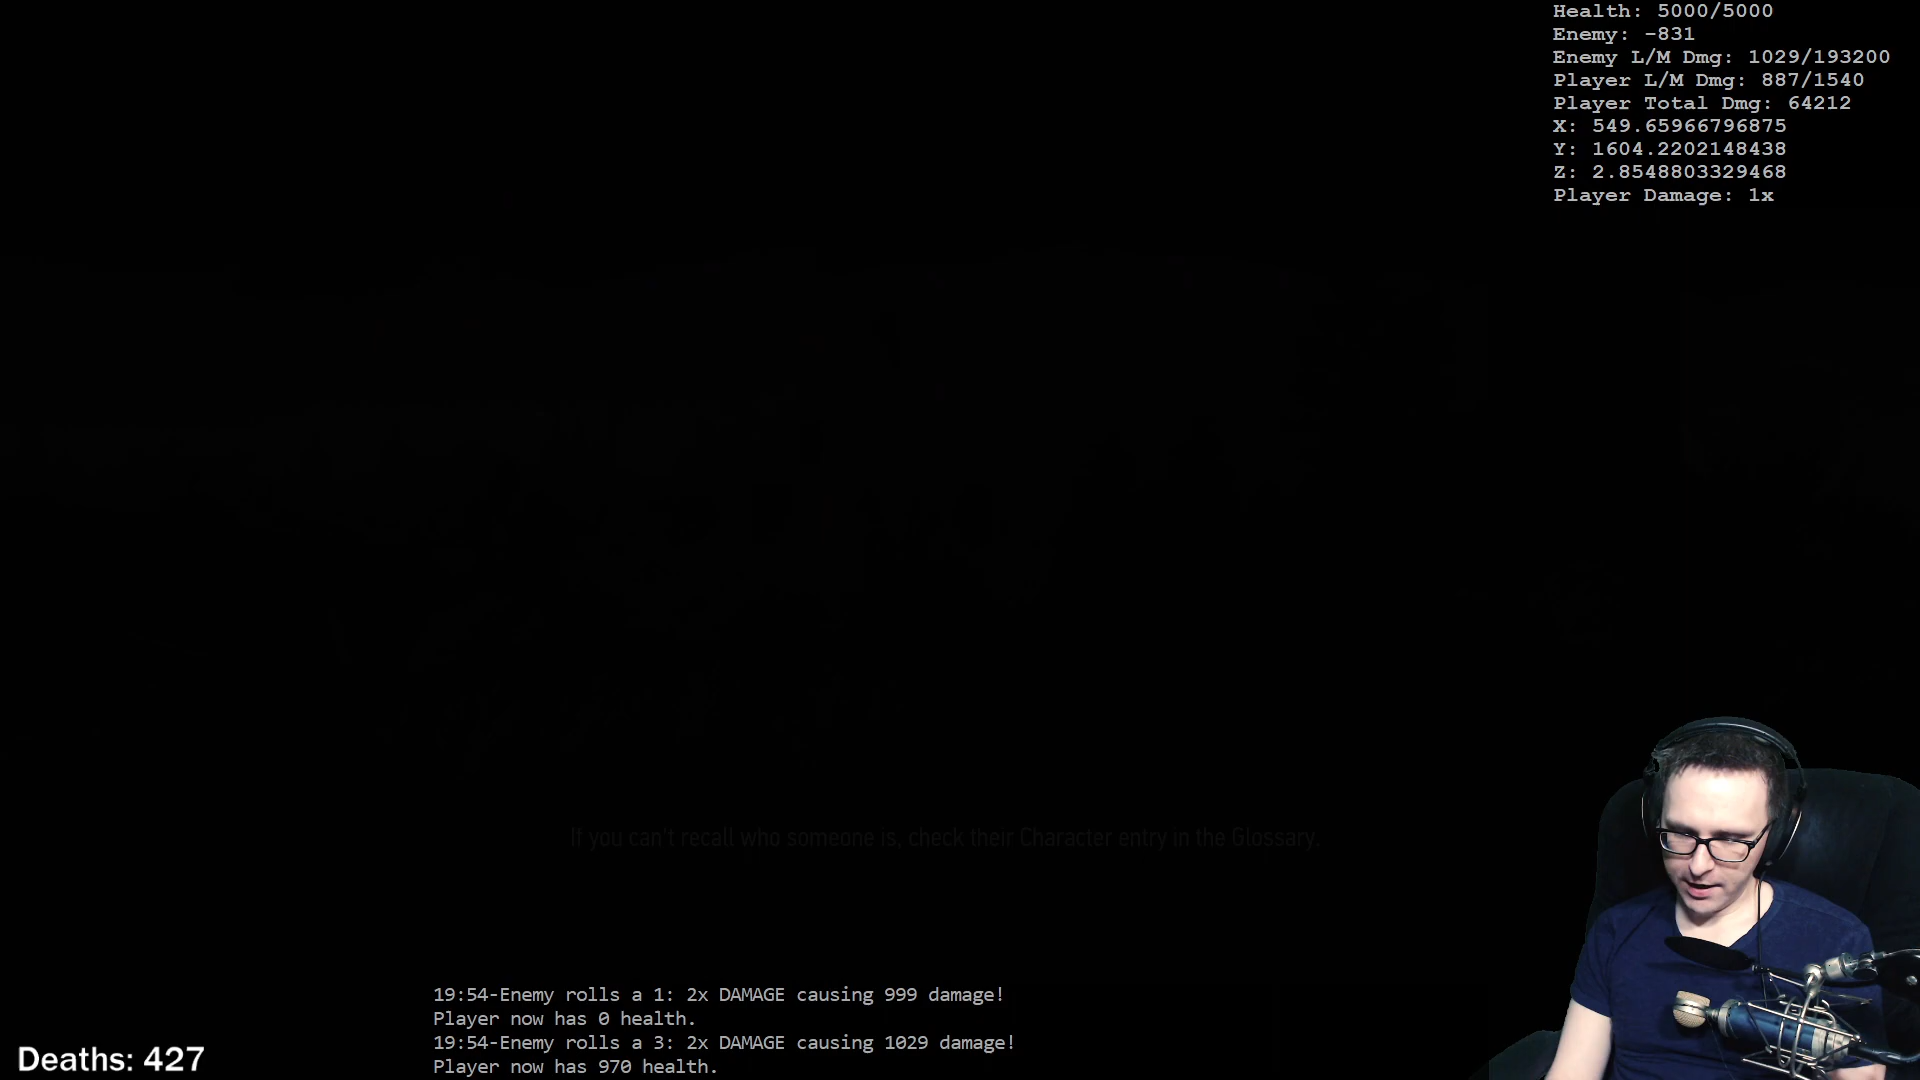 Health: 5000/5000
Enemy: -831
Enemy L/M Dmg: 1029/193200
Player L/M Dmg: 887/1540
Player Total Dmg: 64212
X: 549.65966796875
Y: 1604.2202148438
Z: 2.8548803329468
Player Damage: 1x
If you can't recall who someone is, check their Character entry in the Glossary.
19:54-Enemy rolls a 1: 2x DAMAGE causing 999 damage!
Player now has 0 health.
19:54-Enemy rolls a 3: 2x DAMAGE causing 1029 damage!
Player now has 970 health.
Deaths: 427